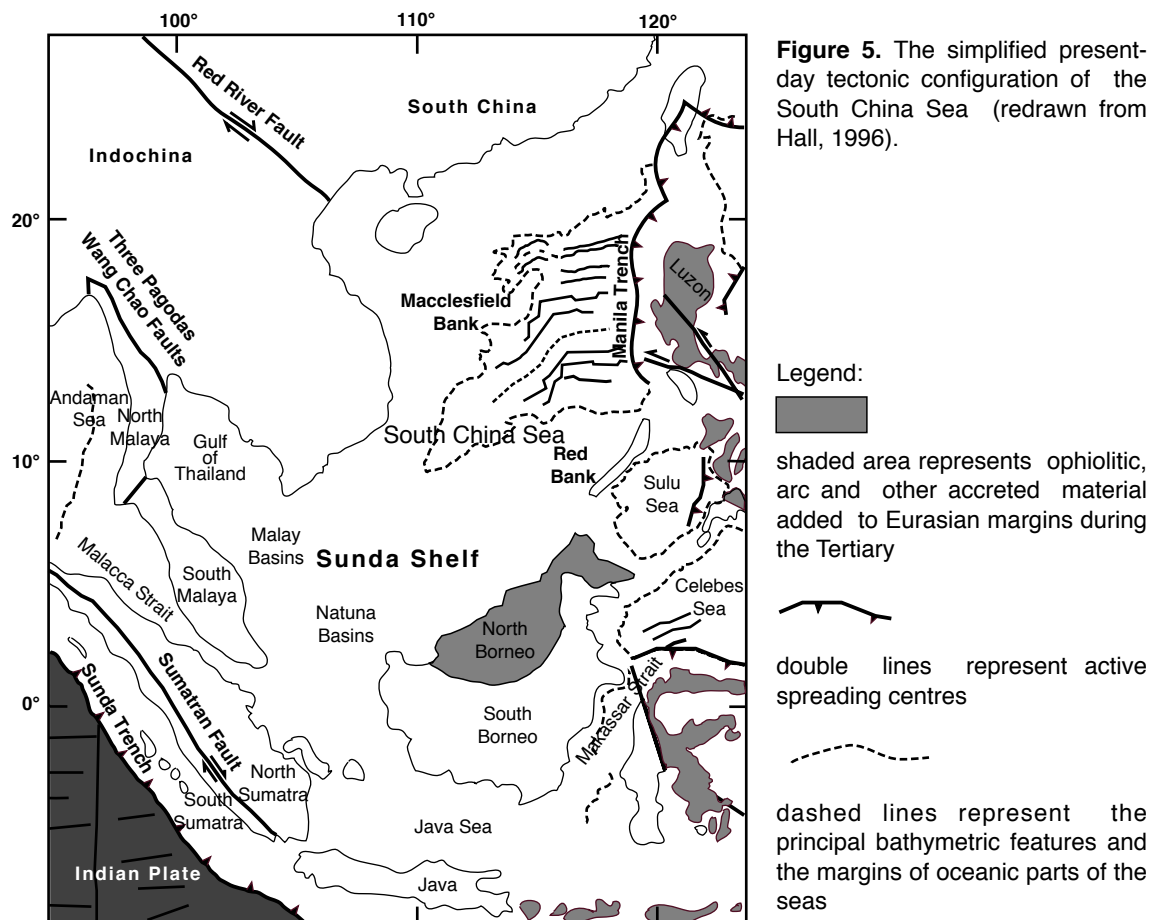 100°
110°
120°
Red River Fault
South China
Indochina
20°
Three Pagodas
Wang Chao Faults
Macclesfield
Bank
Manila Trench
Luzon
Andaman
Sea
North
Malaya
Gulf
of
Thailand
South China Sea
10°
Red
Bank
Sulu
Sea
Malay
Basins
Sunda Shelf
Malacca Strait
South
Malaya
Natuna
Basins
North
Borneo
Celebes
Sea
Sunda Trench
Sumatran Fault
0°
South
Borneo
Makassar Strait
North
Sumatra
South
Sumatra
Java Sea
Indian Plate
Java
Figure 5. The simplified present-
day tectonic configuration of the
South China Sea (redrawn from
Hall, 1996).
Legend:
shaded area represents ophiolitic,
arc and other accreted material
added to Eurasian margins during
the Tertiary
double lines represent active
spreading centres
dashed lines represent the
principal bathymetric features and
the margins of oceanic parts of the
seas